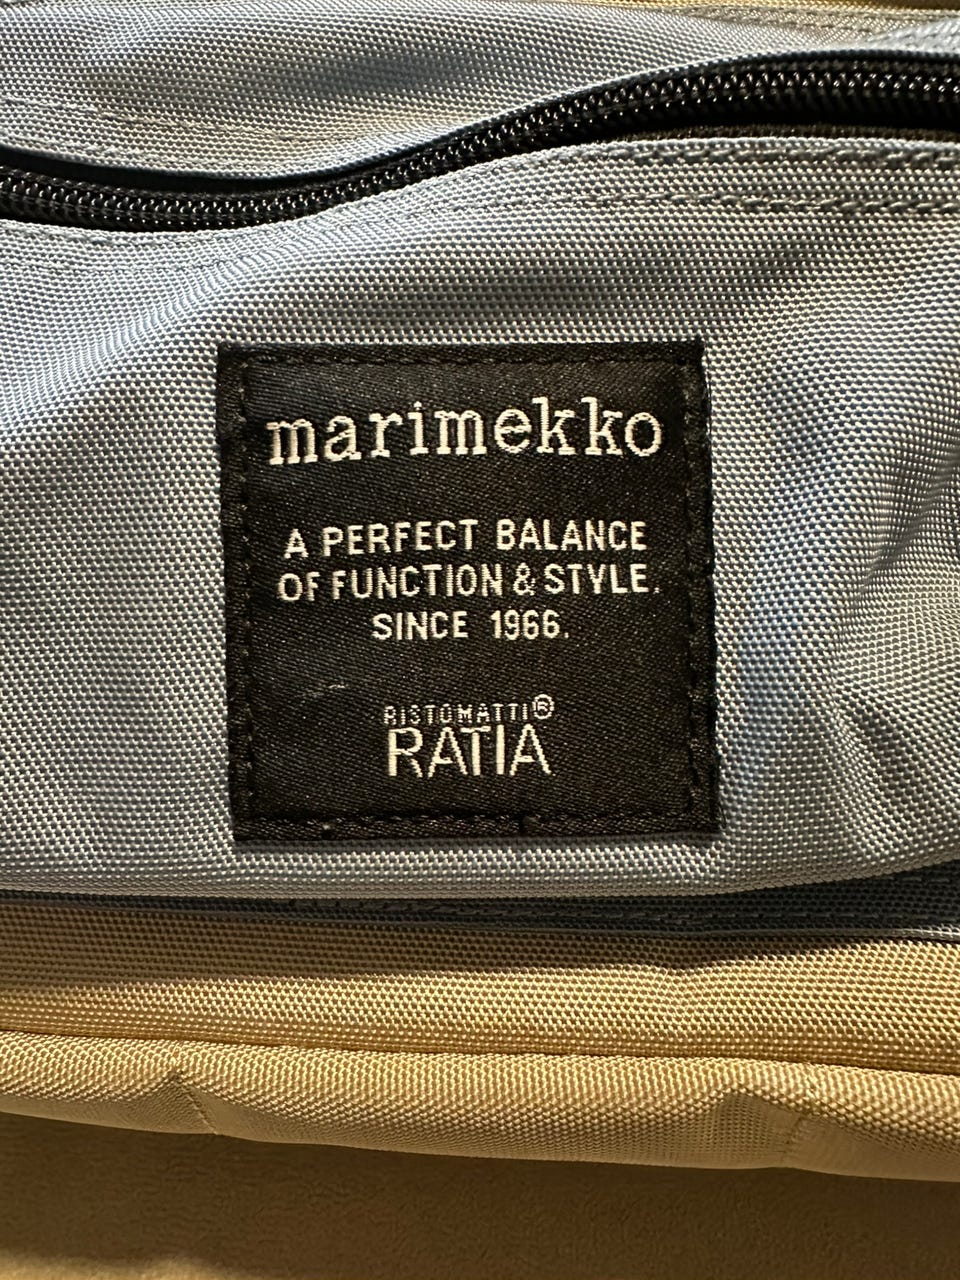 marimekko
A PERFECT BALANCE
OF FUNCTION & STYLE.
SINCE 1966.
RISTOMATTI®
RATIA